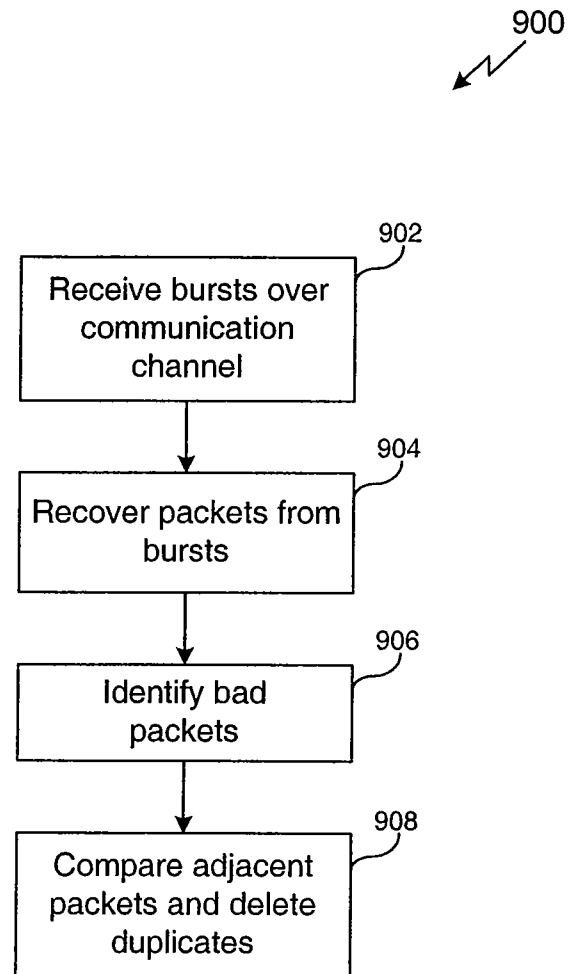 900
902
Receive bursts over
communication
channel
904
Recover packets from
bursts
906
Identify bad
packets
908
Compare adjacent
packets and delete
duplicates